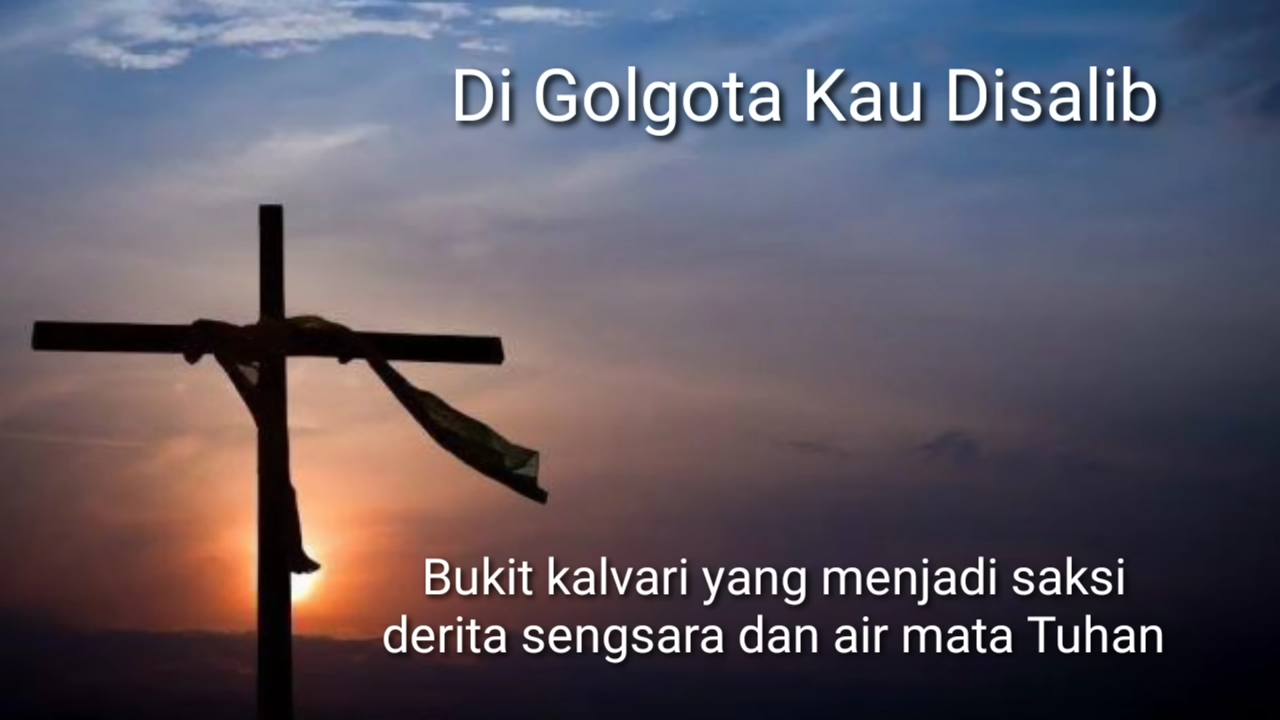 Di Golgota Kau Disalib
Bukit kalvari yang menjadi saksi
derita sengsara dan air mata Tuhan